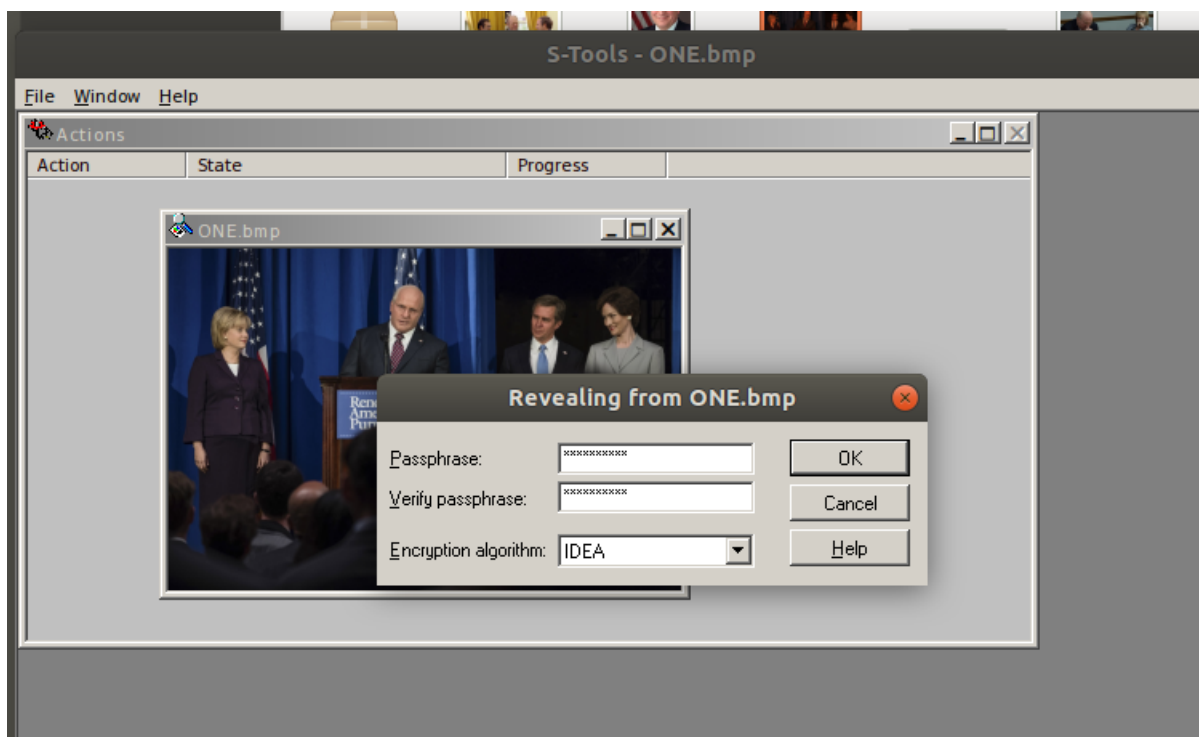 S-Tools - ONE.bmp
File Window Help
Actions
Action State Progress
ONE.bmp
Revealing from ONE.bmp
Passphrase: **********
OK
Verify passphrase: **********
Cancel
Encryption algorithm: IDEA
Help